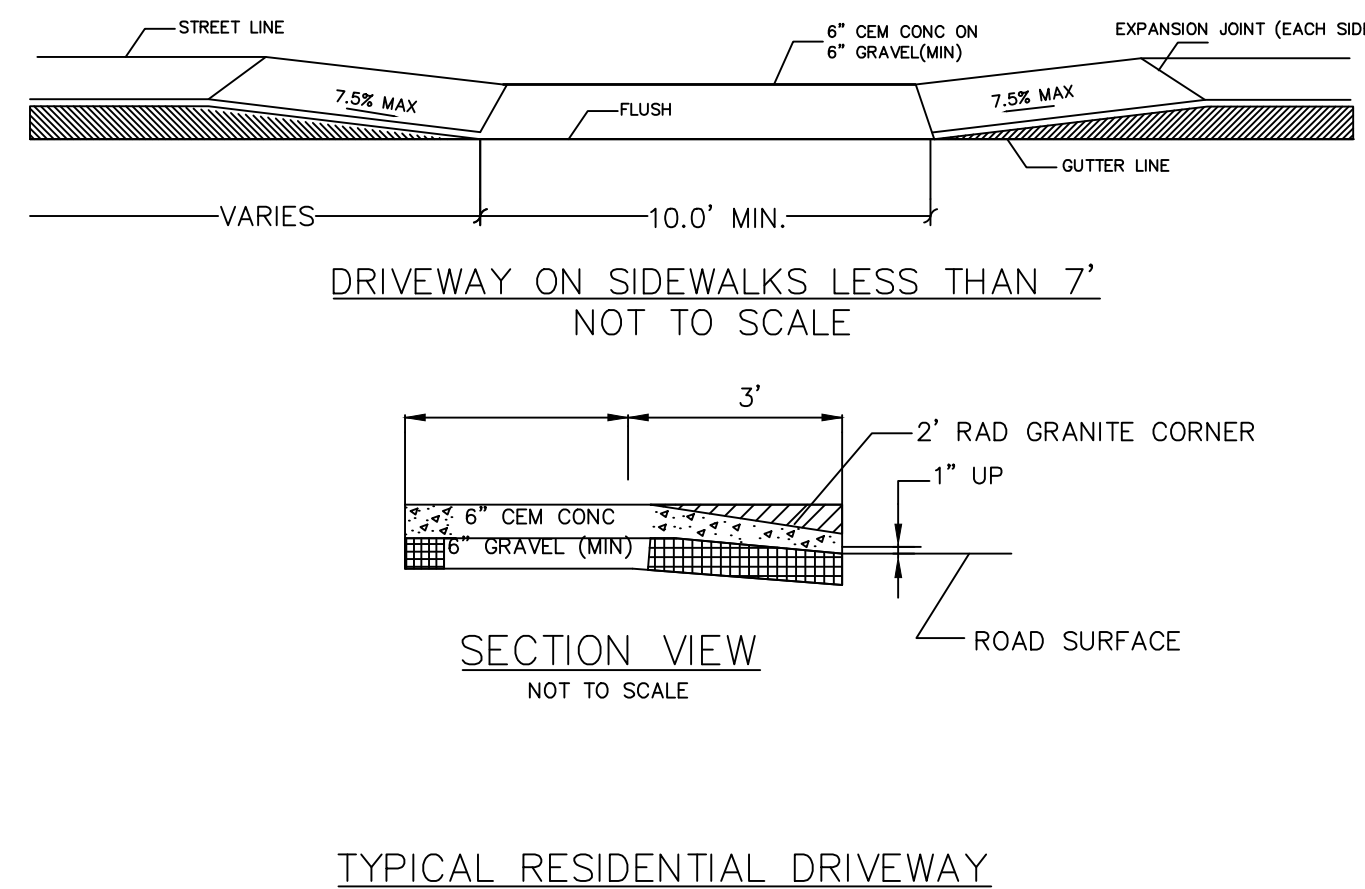 STREET LINE
6" CEM CONC ON
6" GRAVEL(MIN)
EXPANSION JOINT (EACH SID
7.5% MAX
7.5% MAX
FLUSH
GUTTER LINE
VARIES
10.0' MIN.
DRIVEWAY ON SIDEWALKS LESS THAN 7'
NOT TO SCALE
3'
2' RAD GRANITE CORNER
1" UP
6" CEM CONC
6" GRAVEL (MIN)
ROAD SURFACE
SECTION VIEW
NOT TO SCALE
TYPICAL RESIDENTIAL DRIVEWAY